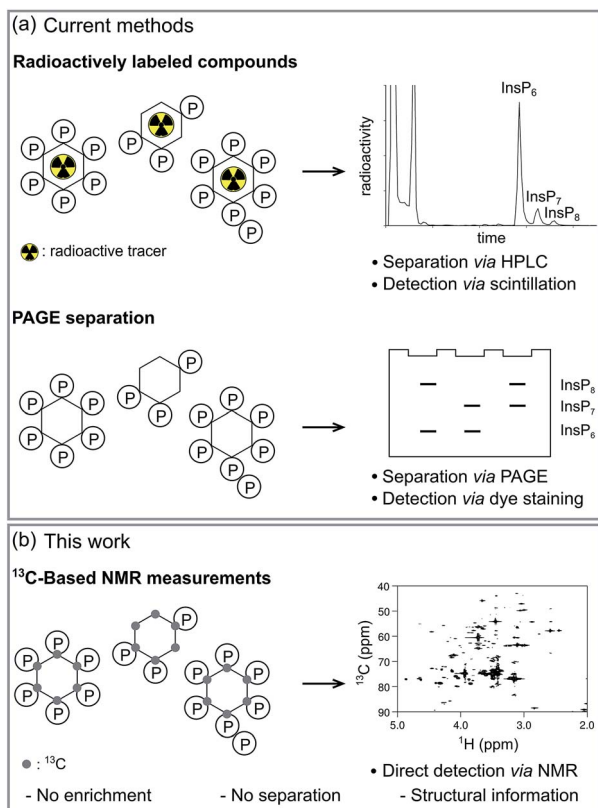 (a) Current methods
Radioactively labeled compounds
P P P P P P
P P P
P P P P P P P
: radioactive tracer
radioactivity
time
InsP₆
InsP₇
InsP₈
• Separation via HPLC
• Detection via scintillation
PAGE separation
P P P P P P
P P P
P P P P P P P
InsP₈
InsP₇
InsP₆
• Separation via PAGE
• Detection via dye staining
(b) This work
¹³C-Based NMR measurements
P P P P P P
P P P
P P P P P P P
: ¹³C
¹³C (ppm)
40
50
60
70
80
90
5.0 4.0 3.0 2.0
¹H (ppm)
• Direct detection via NMR
- No enrichment - No separation - Structural information